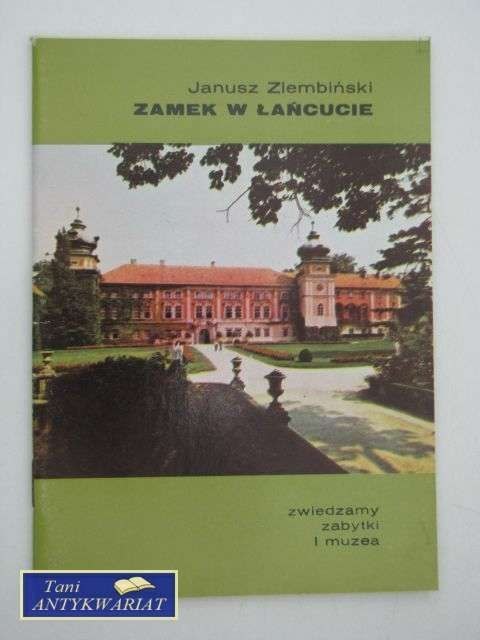 Janusz Ziembiński
ZAMEK W ŁAŃCUCIE
zwiedzamy
zabytki
i muzea
Tani
ANTYKWARIAT